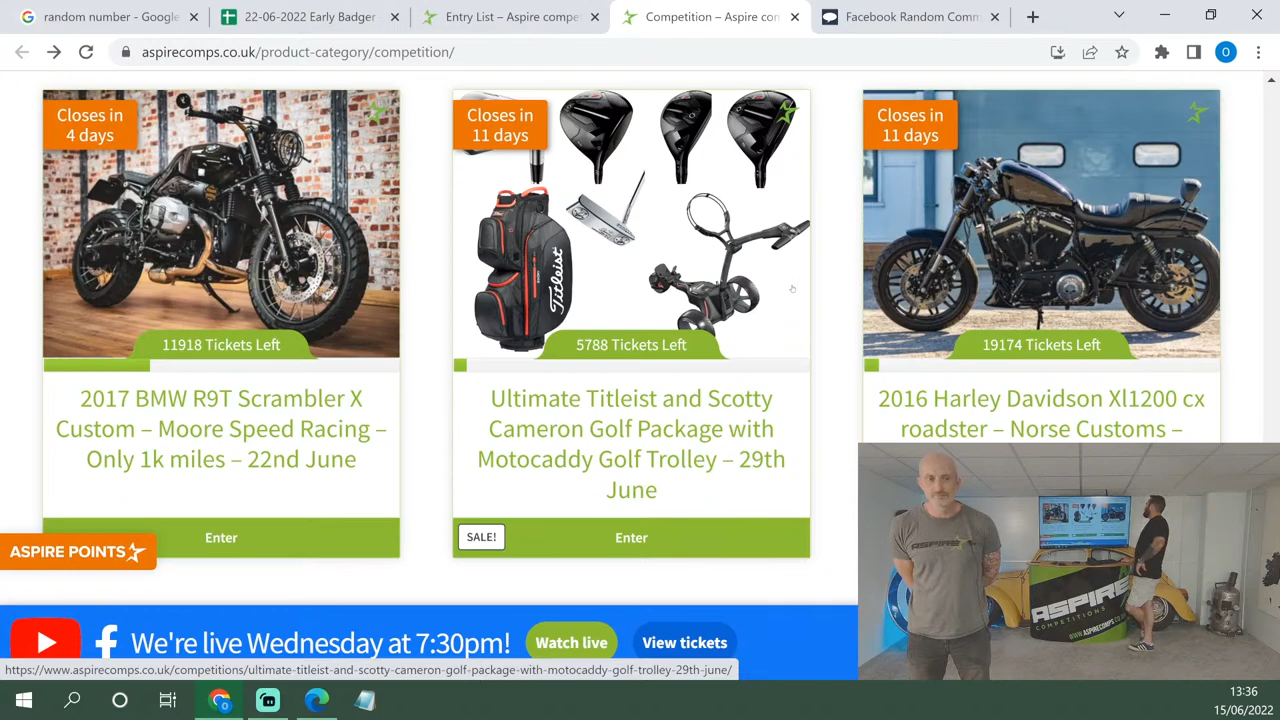 random number - Google
22-06-2022 Early Badger
Entry List – Aspire compe
Competition – Aspire con
Facebook Random Comm
aspirecomps.co.uk/product-category/competition/
O
Closes in
4 days
Closes in
11 days
Closes in
11 days
Titleist
11918 Tickets Left
5788 Tickets Left
19174 Tickets Left
2017 BMW R9T Scrambler X
Custom – Moore Speed Racing –
Only 1k miles – 22nd June
Ultimate Titleist and Scotty
Cameron Golf Package with
Motocaddy Golf Trolley – 29th
June
2016 Harley Davidson Xl1200 cx
roadster – Norse Customs –
Enter
SALE!
Enter
ASPIRE POINTS
We're live Wednesday at 7:30pm!
Watch live
View tickets
https://www.aspirecomps.co.uk/competitions/ultimate-titleist-and-scotty-cameron-golf-package-with-motocaddy-golf-trolley-29th-june/
ASPIRE
ASPIRE
COMPETITIONS
13:36
15/06/2022